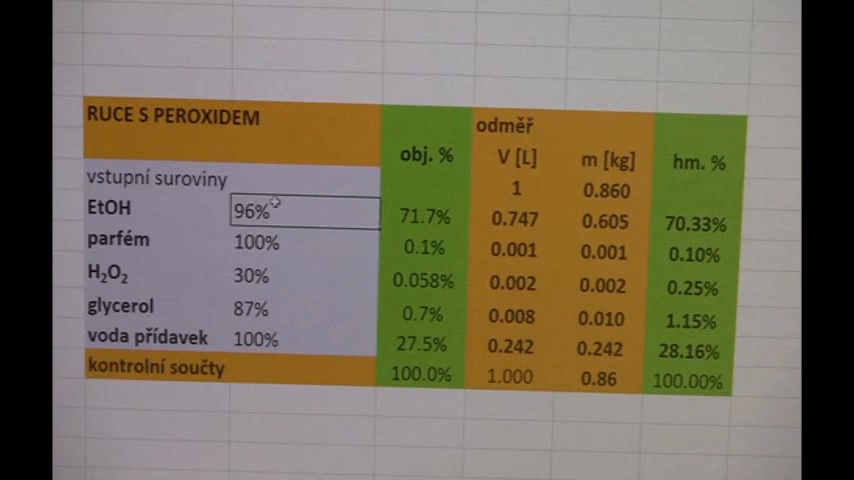 RUCE S PEROXIDEM
obj. % odměř hm. %
V [L] m [kg]
vstupní suroviny 1 0.860
EtOH 96% 71.7% 0.747 0.605 70.33%
parfém 100% 0.1% 0.001 0.001 0.10%
H₂O₂ 30% 0.058% 0.002 0.002 0.25%
glycerol 87% 0.7% 0.008 0.010 1.15%
voda přídavek 100% 27.5% 0.242 0.242 28.16%
kontrolní součty 100.0% 1.000 0.86 100.00%